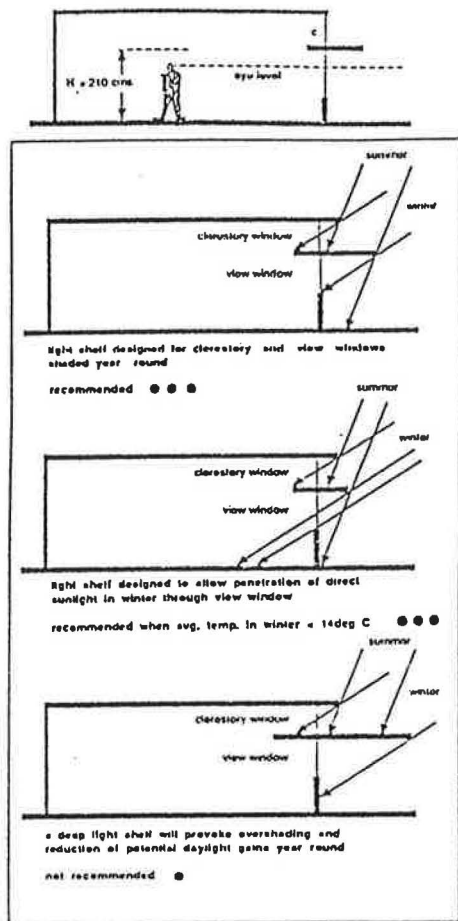 c
H = 210 cms.
eye level
summer
winter
clerestory window
view window
light shelf designed for clerestory and view windows
shaded year round
recommended ● ● ●
summer
winter
clerestory window
view window
light shelf designed to allow penetration of direct
sunlight in winter through view window
recommended when avg. temp. in winter < 14deg C ● ● ●
summer
winter
clerestory window
view window
a deep light shelf will provoke overshading and
reduction of potential daylight gains year round
not recommended ●